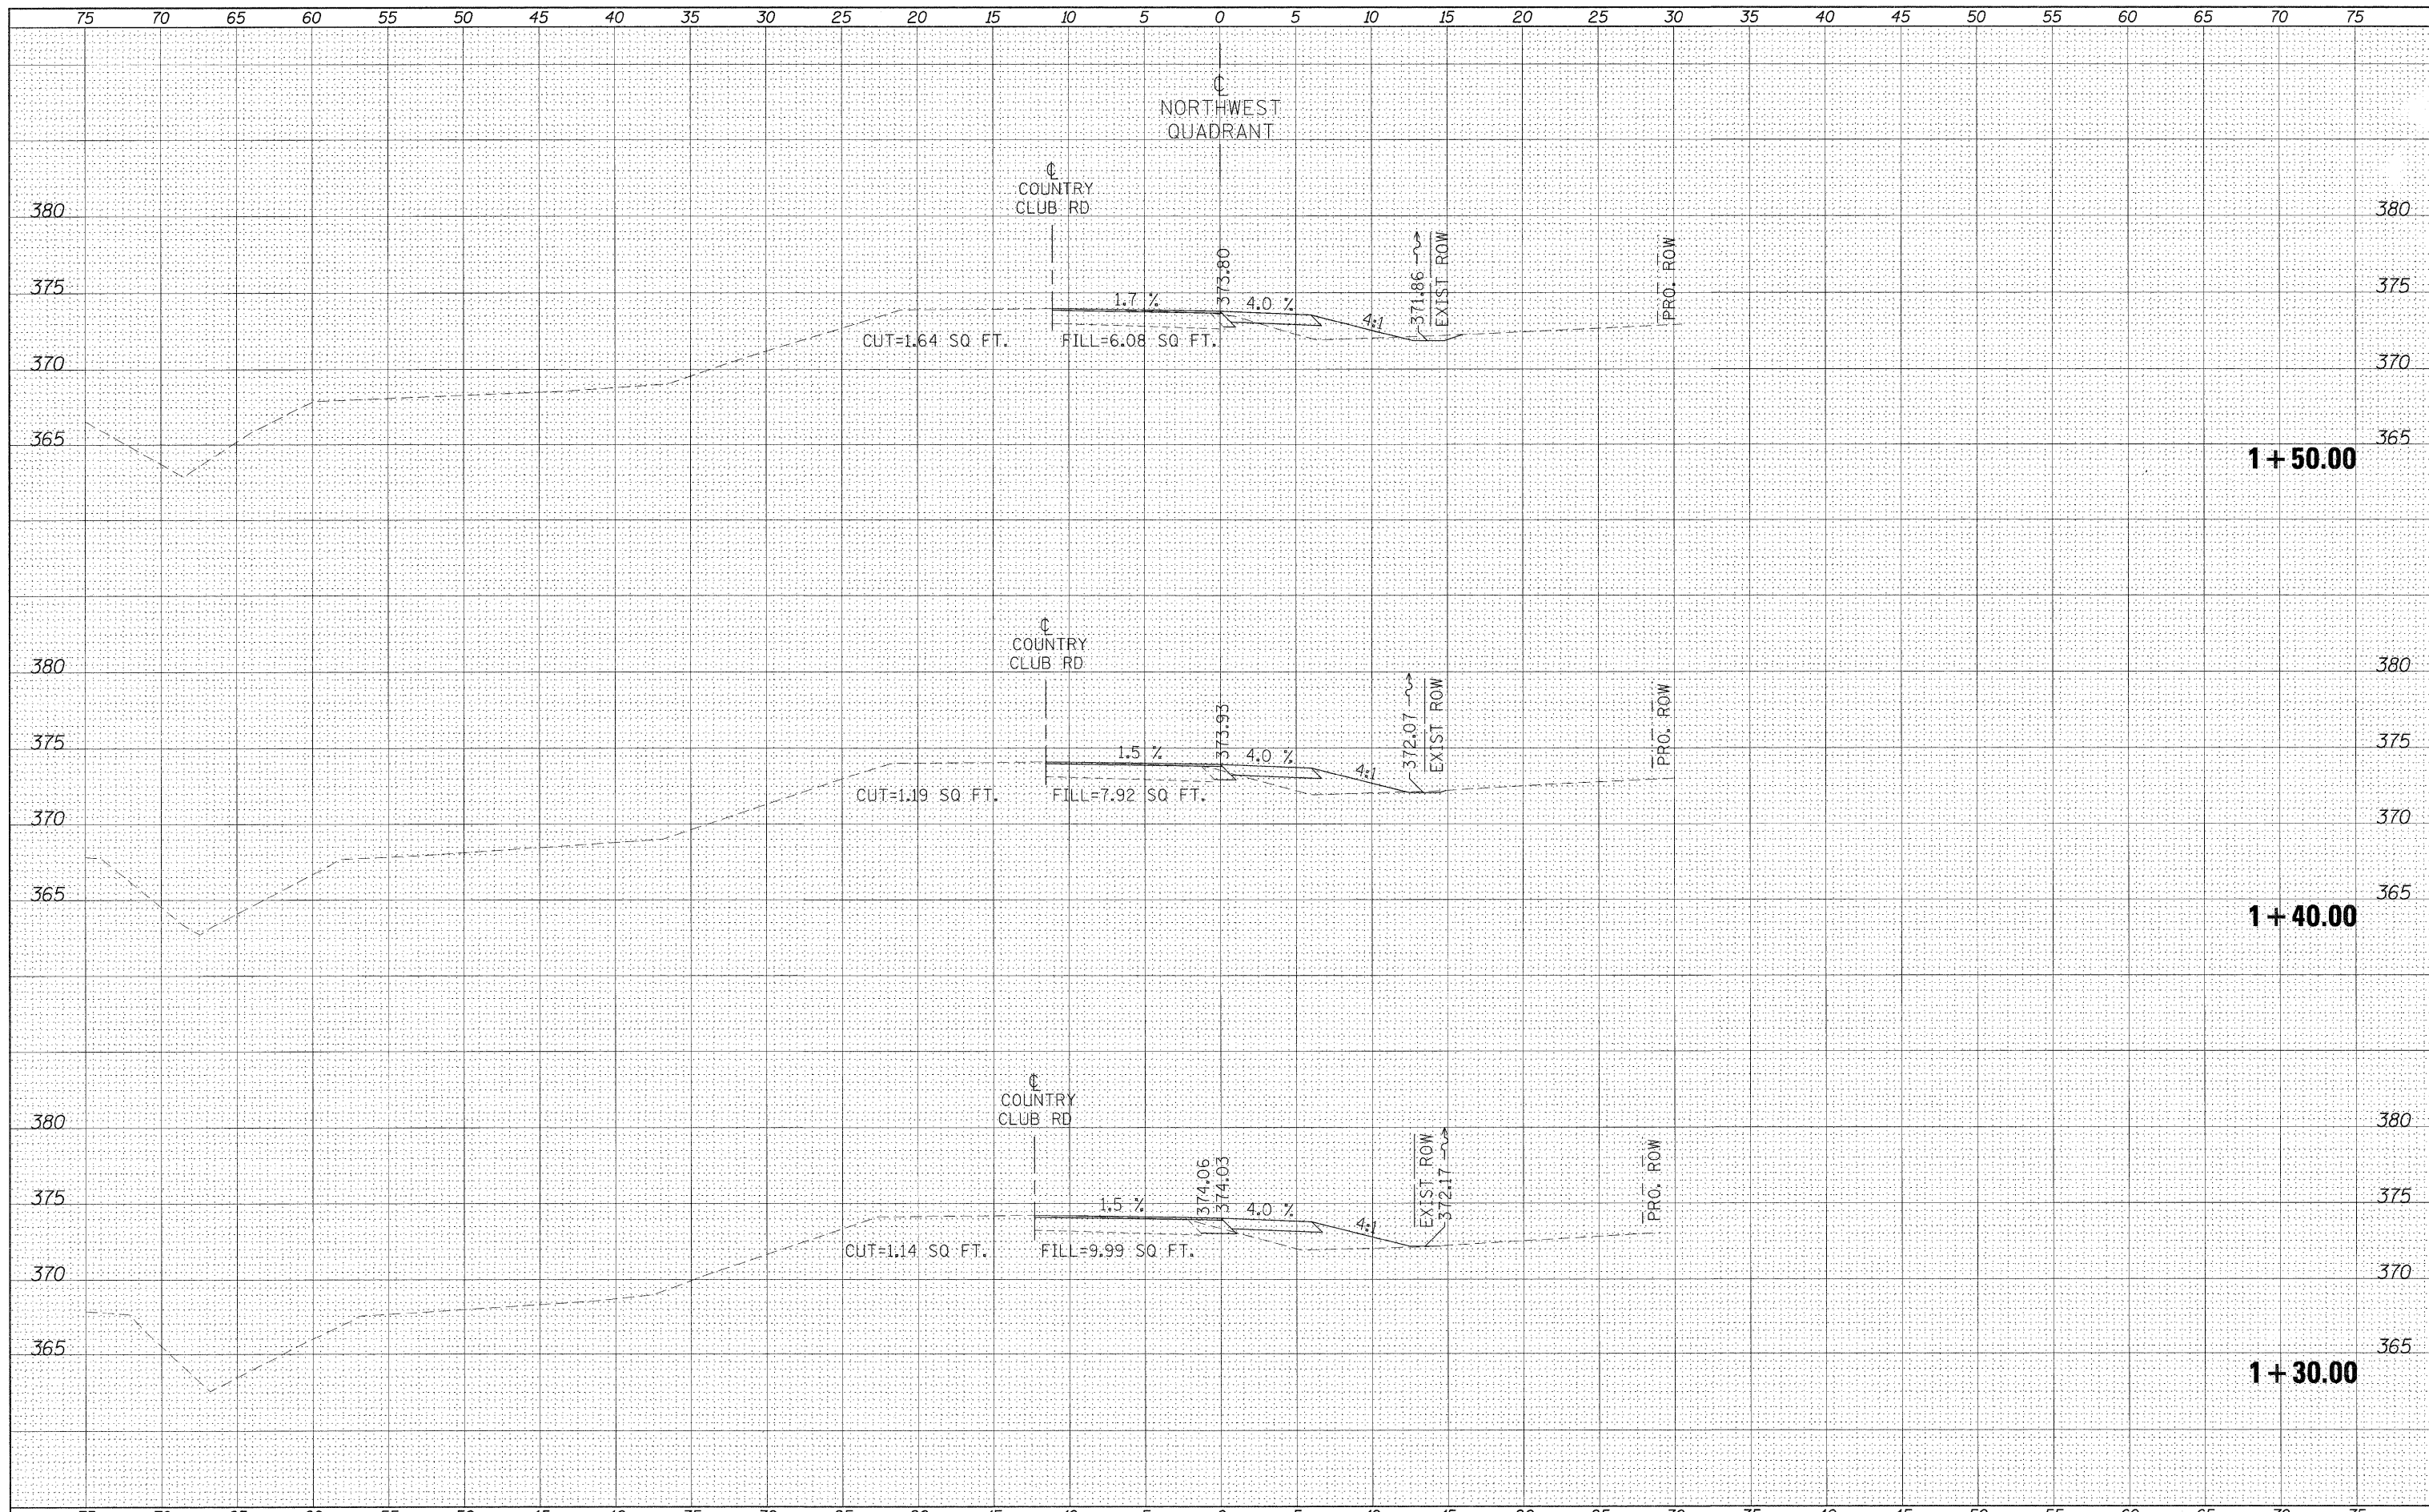 75 70 65 60 55 50 45 40 35 30 25 20 15 10 5 0 5 10 15 20 25 30 35 40 45 50 55 60 65 70 75
℄
NORTHWEST
QUADRANT
℄
COUNTRY
CLUB RD
380 380
373.80
371.86
EXIST ROW
PRO. ROW
375 375
1.7 % 4.0 %
4:1
CUT=1.64 SQ FT. FILL=6.08 SQ FT.
370 370
365 365
1+50.00
℄
COUNTRY
CLUB RD
380 380
373.93
372.07
EXIST ROW
PRO. ROW
375 375
1.5 % 4.0 %
4:1
CUT=1.19 SQ FT. FILL=7.92 SQ FT.
370 370
365 365
1+40.00
℄
COUNTRY
CLUB RD
380 380
374.06
374.03
EXIST ROW
372.17
PRO. ROW
375 375
1.5 % 4.0 %
4:1
CUT=1.14 SQ FT. FILL=9.99 SQ FT.
370 370
365 365
1+30.00